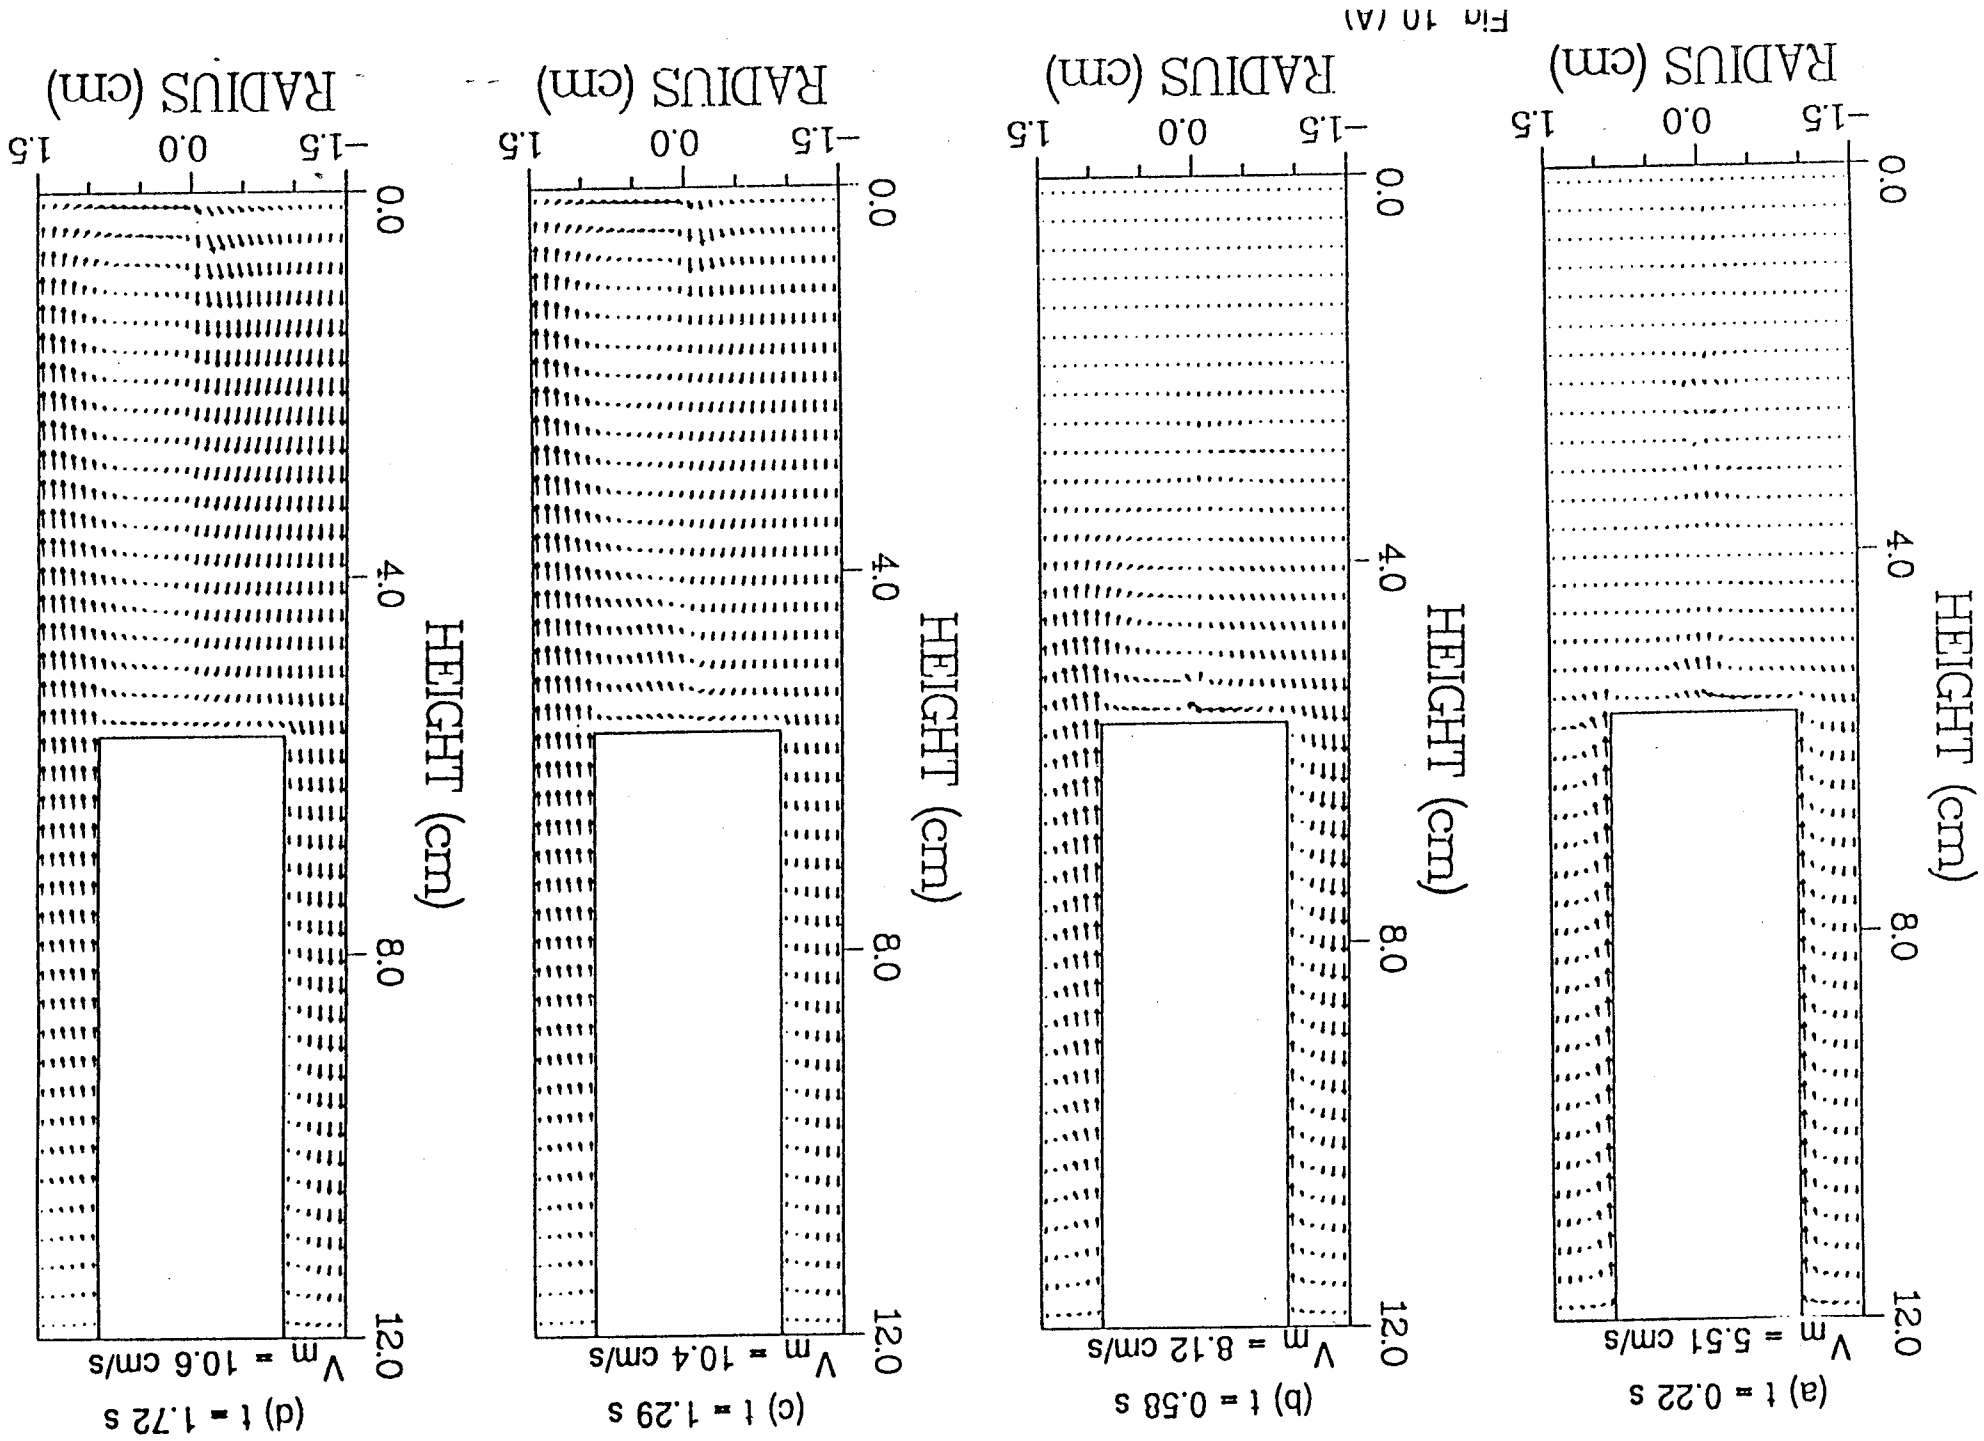 (a) t = 0.22 s
V_m = 5.51 cm/s
12.0
8.0
4.0
0.0
HEIGHT (cm)
-1.5 0.0 1.5
RADIUS (cm)
(b) t = 0.58 s
V_m = 8.12 cm/s
12.0
8.0
4.0
0.0
HEIGHT (cm)
-1.5 0.0 1.5
RADIUS (cm)
(c) t = 1.29 s
V_m = 10.4 cm/s
12.0
8.0
4.0
0.0
HEIGHT (cm)
-1.5 0.0 1.5
RADIUS (cm)
(d) t = 1.72 s
V_m = 10.6 cm/s
12.0
8.0
4.0
0.0
HEIGHT (cm)
-1.5 0.0 1.5
RADIUS (cm)
Fig 10 (A)